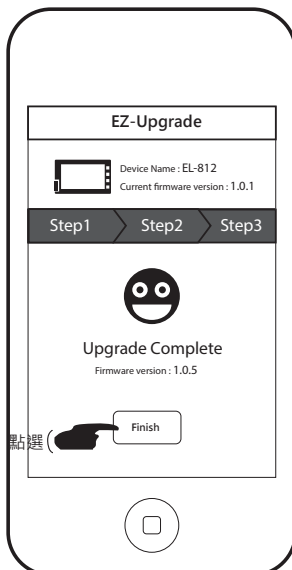 EZ-Upgrade
Device Name : EL-812
Current firmware version : 1.0.1
Step1 Step2 Step3
Upgrade Complete
Firmware version : 1.0.5
點選( Finish